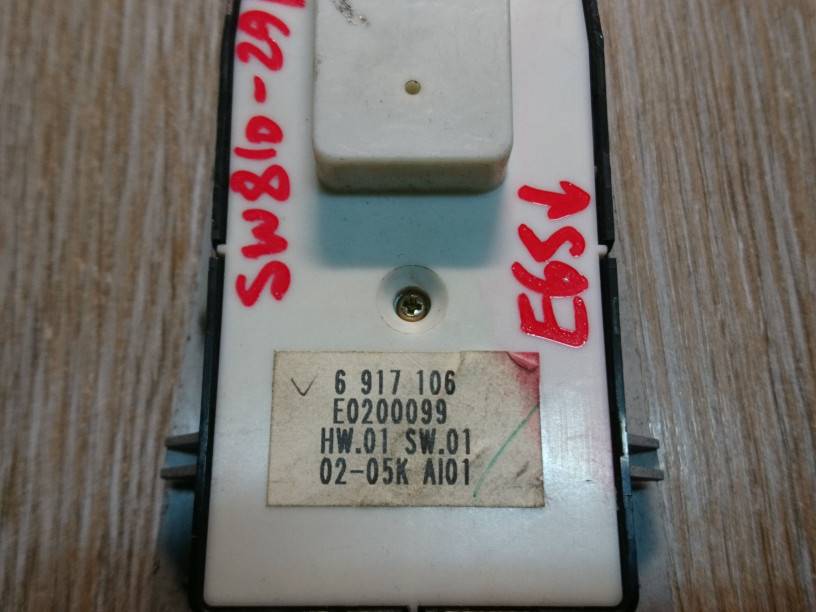 SW810-29
E65↓
6 917 106
E0200099
HW.01 SW.01
02-05K AI01